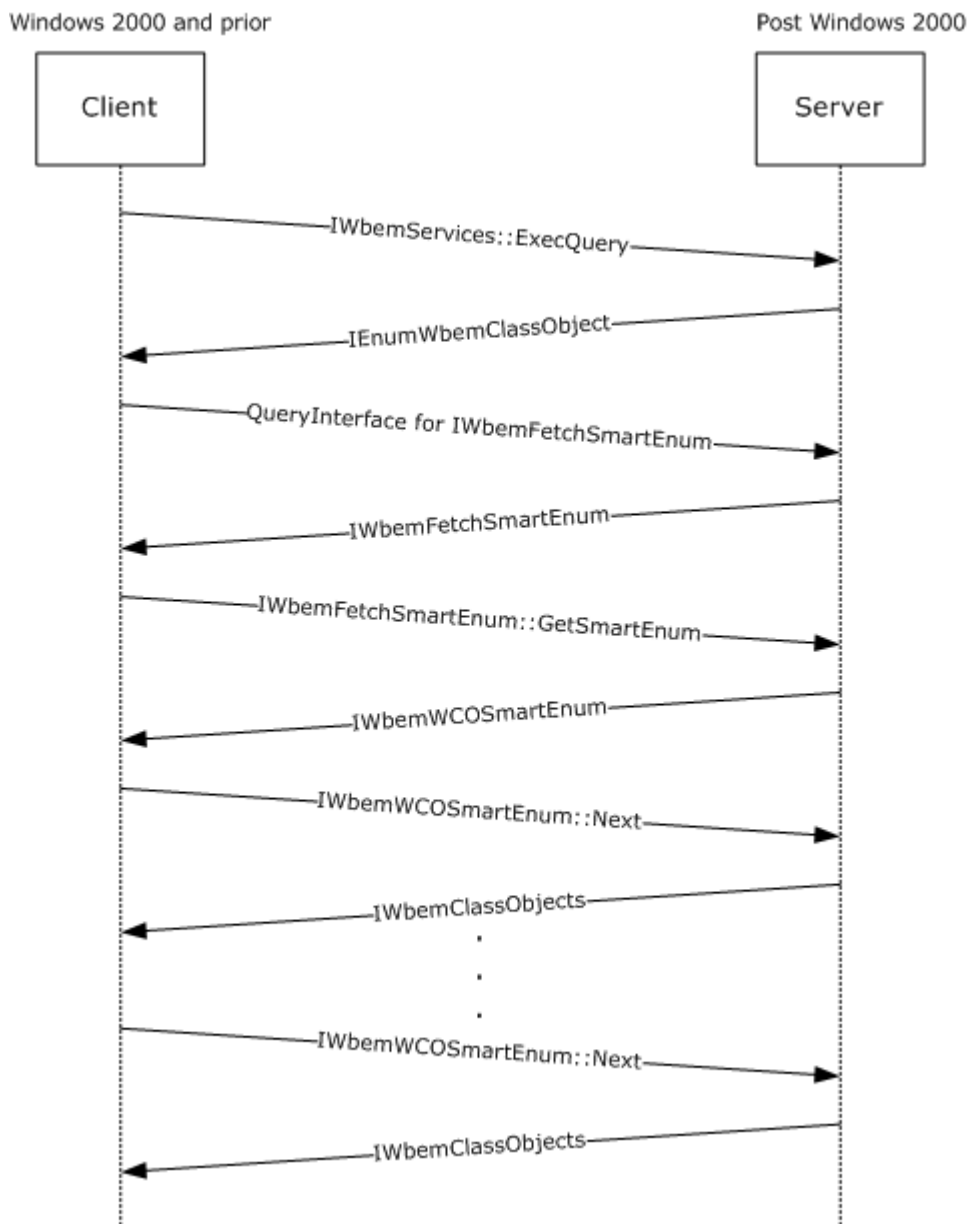 Windows 2000 and prior
Post Windows 2000
Client
Server
IWbemServices::ExecQuery
IEnumWbemClassObject
QueryInterface for IWbemFetchSmartEnum
IWbemFetchSmartEnum
IWbemFetchSmartEnum::GetSmartEnum
IWbemWCOSmartEnum
IWbemWCOSmartEnum::Next
IWbemClassObjects
.
.
.
IWbemWCOSmartEnum::Next
IWbemClassObjects